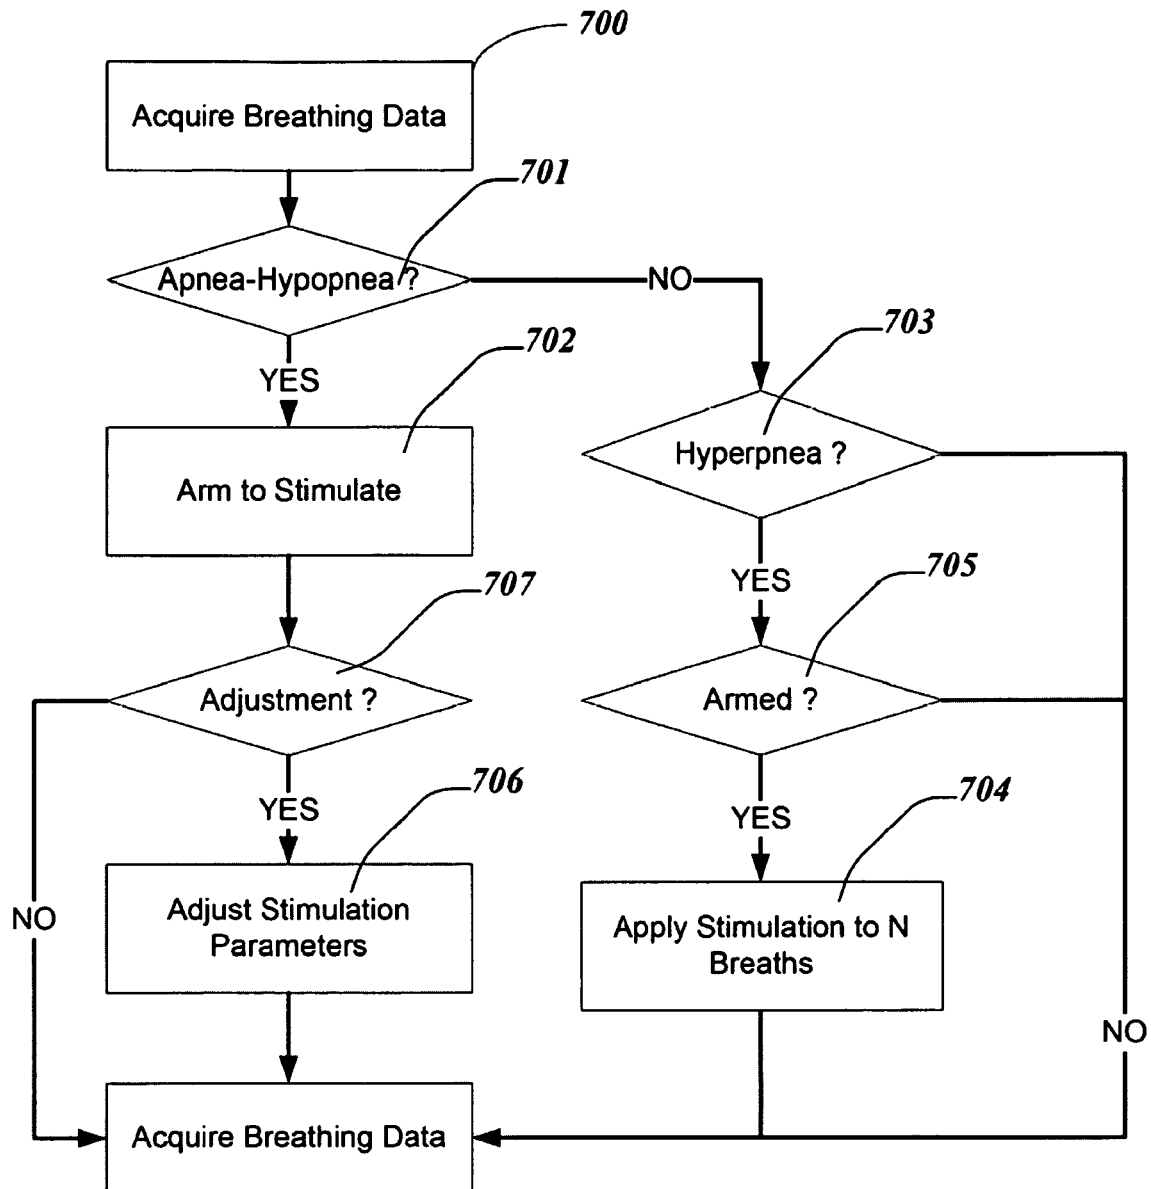 700
Acquire Breathing Data
701
Apnea-Hypopnea ?
NO
703
702
YES
Hyperpnea ?
Arm to Stimulate
YES
705
707
Adjustment ?
Armed ?
706
704
YES
YES
NO
Adjust Stimulation
Parameters
Apply Stimulation to N
Breaths
NO
Acquire Breathing Data